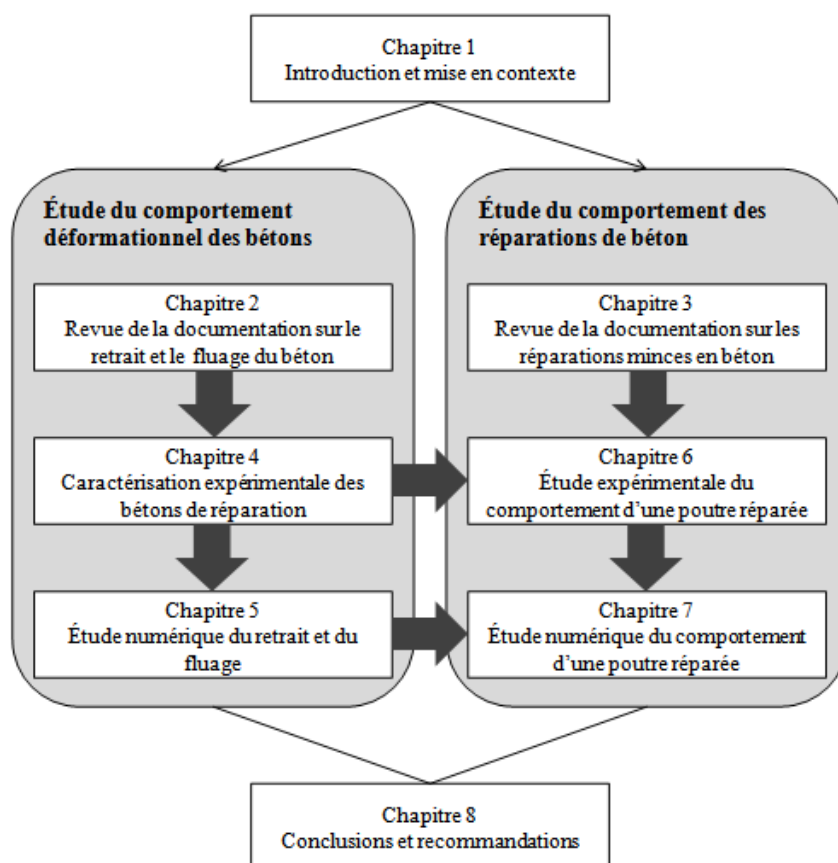 Chapitre 1
Introduction et mise en contexte
Étude du comportement
déformationnel des bétons
Chapitre 2
Revue de la documentation sur le
retrait et le fluage du béton
Chapitre 4
Caractérisation expérimentale des
bétons de réparation
Chapitre 5
Étude numérique du retrait et du
fluage
Étude du comportement des
réparations de béton
Chapitre 3
Revue de la documentation sur les
réparations minces en béton
Chapitre 6
Étude expérimentale du
comportement d'une poutre réparée
Chapitre 7
Étude numérique du comportement
d'une poutre réparée
Chapitre 8
Conclusions et recommandations